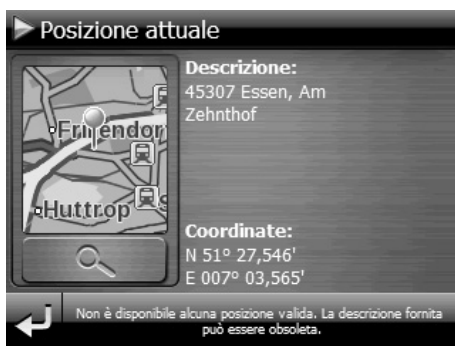 Posizione attuale
Descrizione:
45307 Essen, Am
Zehnthof
Huttrop
Coordinate:
N 51° 27,546'
E 007° 03,565'
Non è disponibile alcuna posizione valida. La descrizione fornita
può essere obsoleta.